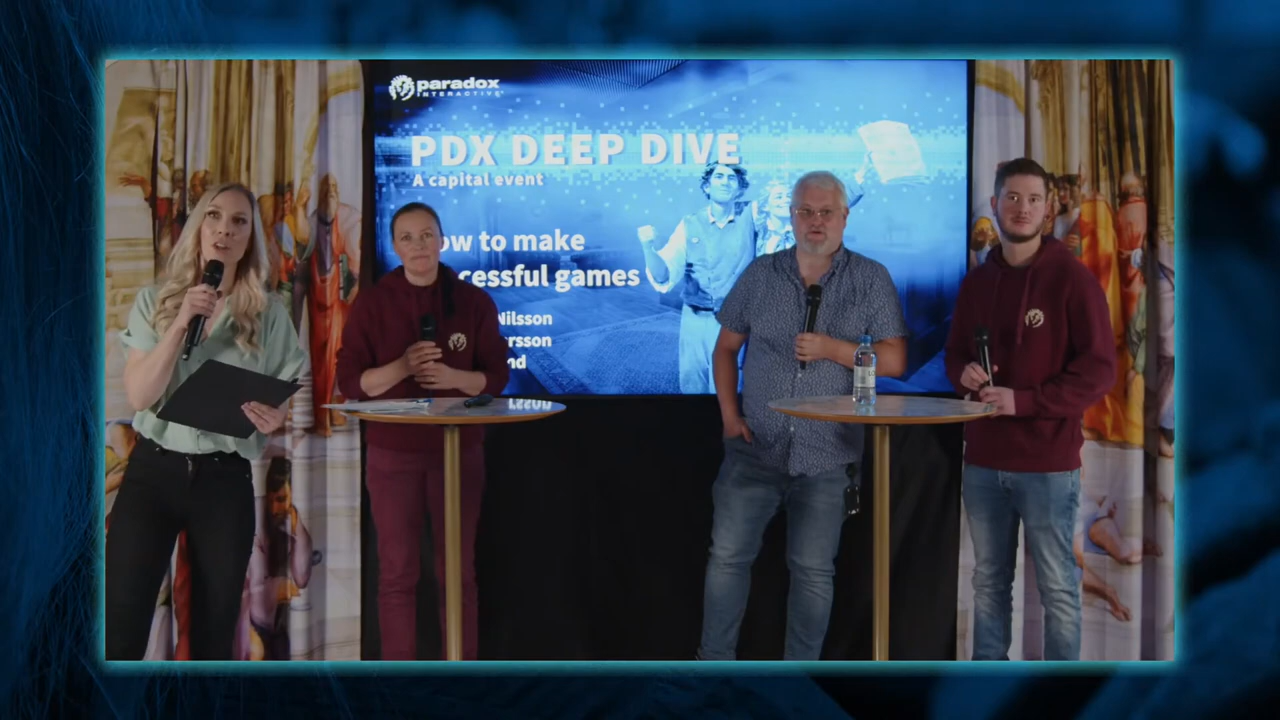 paradox
INTERACTIVE
PDX DEEP DIVE
A capital event
ow to make
cessful games
Nilsson
rsson
nd